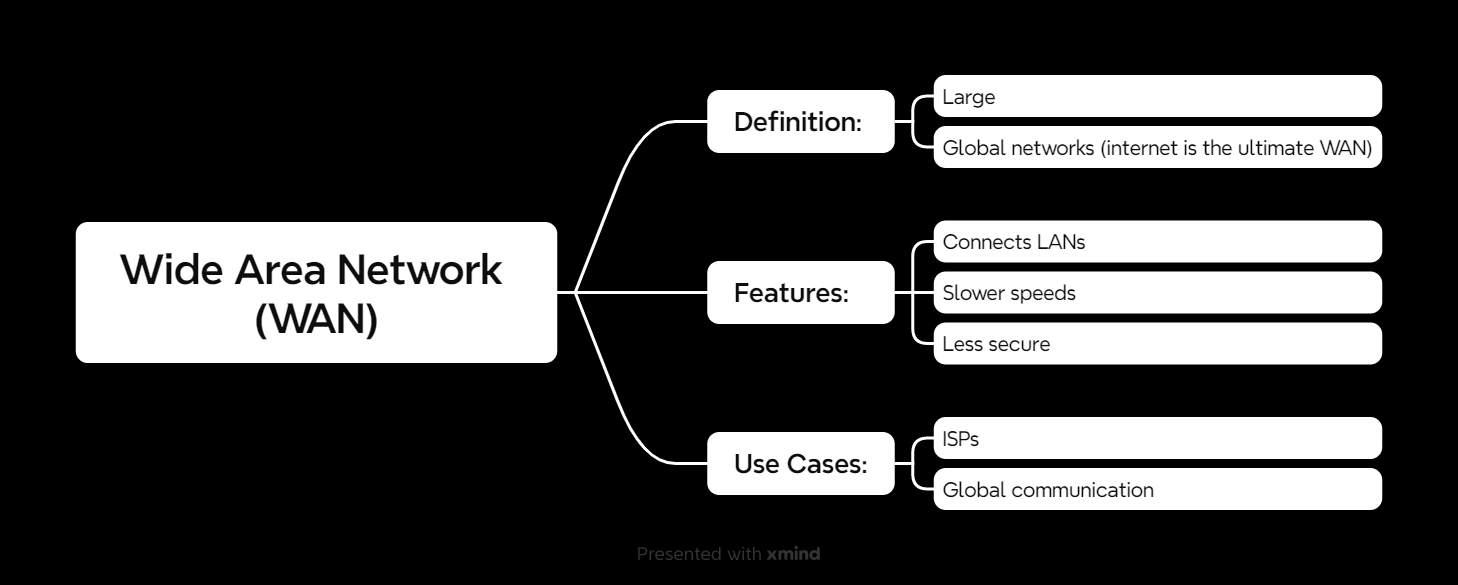 Wide Area Network
(WAN)
Definition:
Large
Global networks (internet is the ultimate WAN)
Features:
Connects LANs
Slower speeds
Less secure
Use Cases:
ISPs
Global communication
Presented with xmind